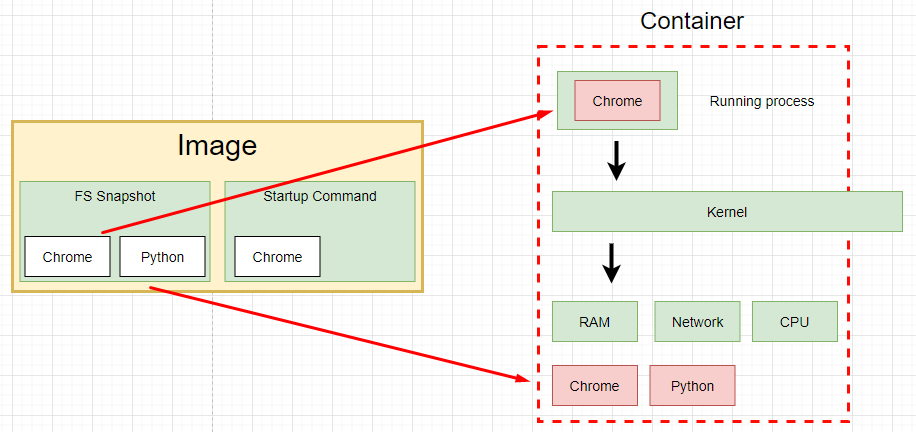 Container
Chrome
Running process
Image
FS Snapshot
Startup Command
Chrome
Python
Chrome
Kernel
RAM
Network
CPU
Chrome
Python